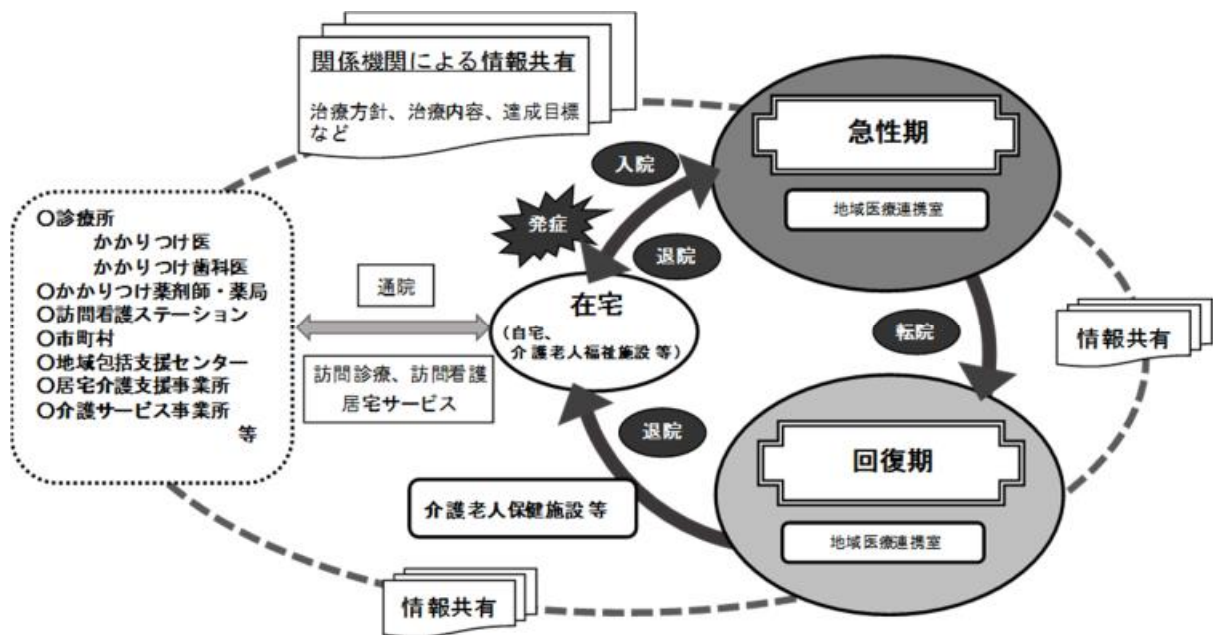 関係機関による情報共有
治療方針、治療内容、達成目標
など
急性期
地域医療連携室
入院
発症
退院
〇診療所
かかりつけ医
かかりつけ歯科医
〇かかりつけ薬剤師・薬局
〇訪問看護ステーション
〇市町村
〇地域包括支援センター
〇居宅介護支援事業所
〇介護サービス事業所
等
通院
訪問診療、訪問看護
居宅サービス
在宅
(自宅、
介護老人福祉施設等)
転院
情報共有
退院
回復期
地域医療連携室
介護老人保健施設等
情報共有